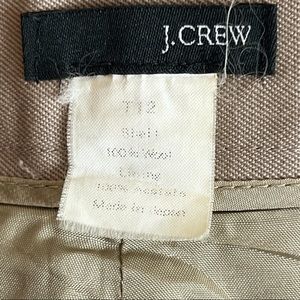 J.CREW
T12
Shell
100% Wool
Lining
100% Acetate
Made in Japan